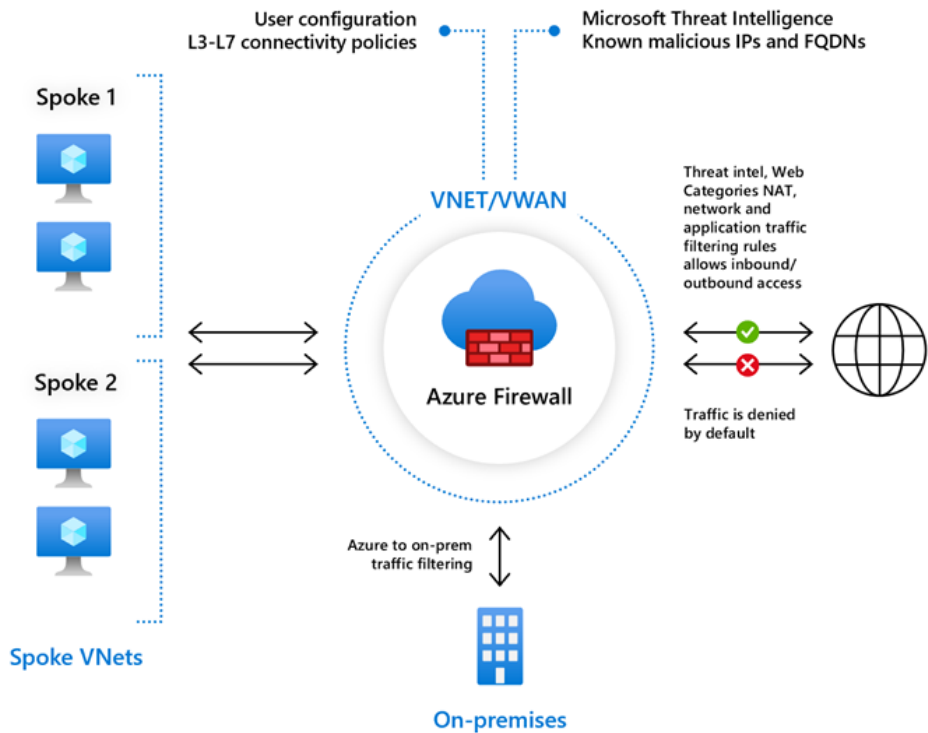 User configuration
L3-L7 connectivity policies
Microsoft Threat Intelligence
Known malicious IPs and FQDNs
Spoke 1
VNET/VWAN
Threat intel, Web
Categories NAT,
network and
application traffic
filtering rules
allows inbound/
outbound access
Spoke 2
Azure Firewall
Traffic is denied
by default
Azure to on-prem
traffic filtering
Spoke VNets
On-premises